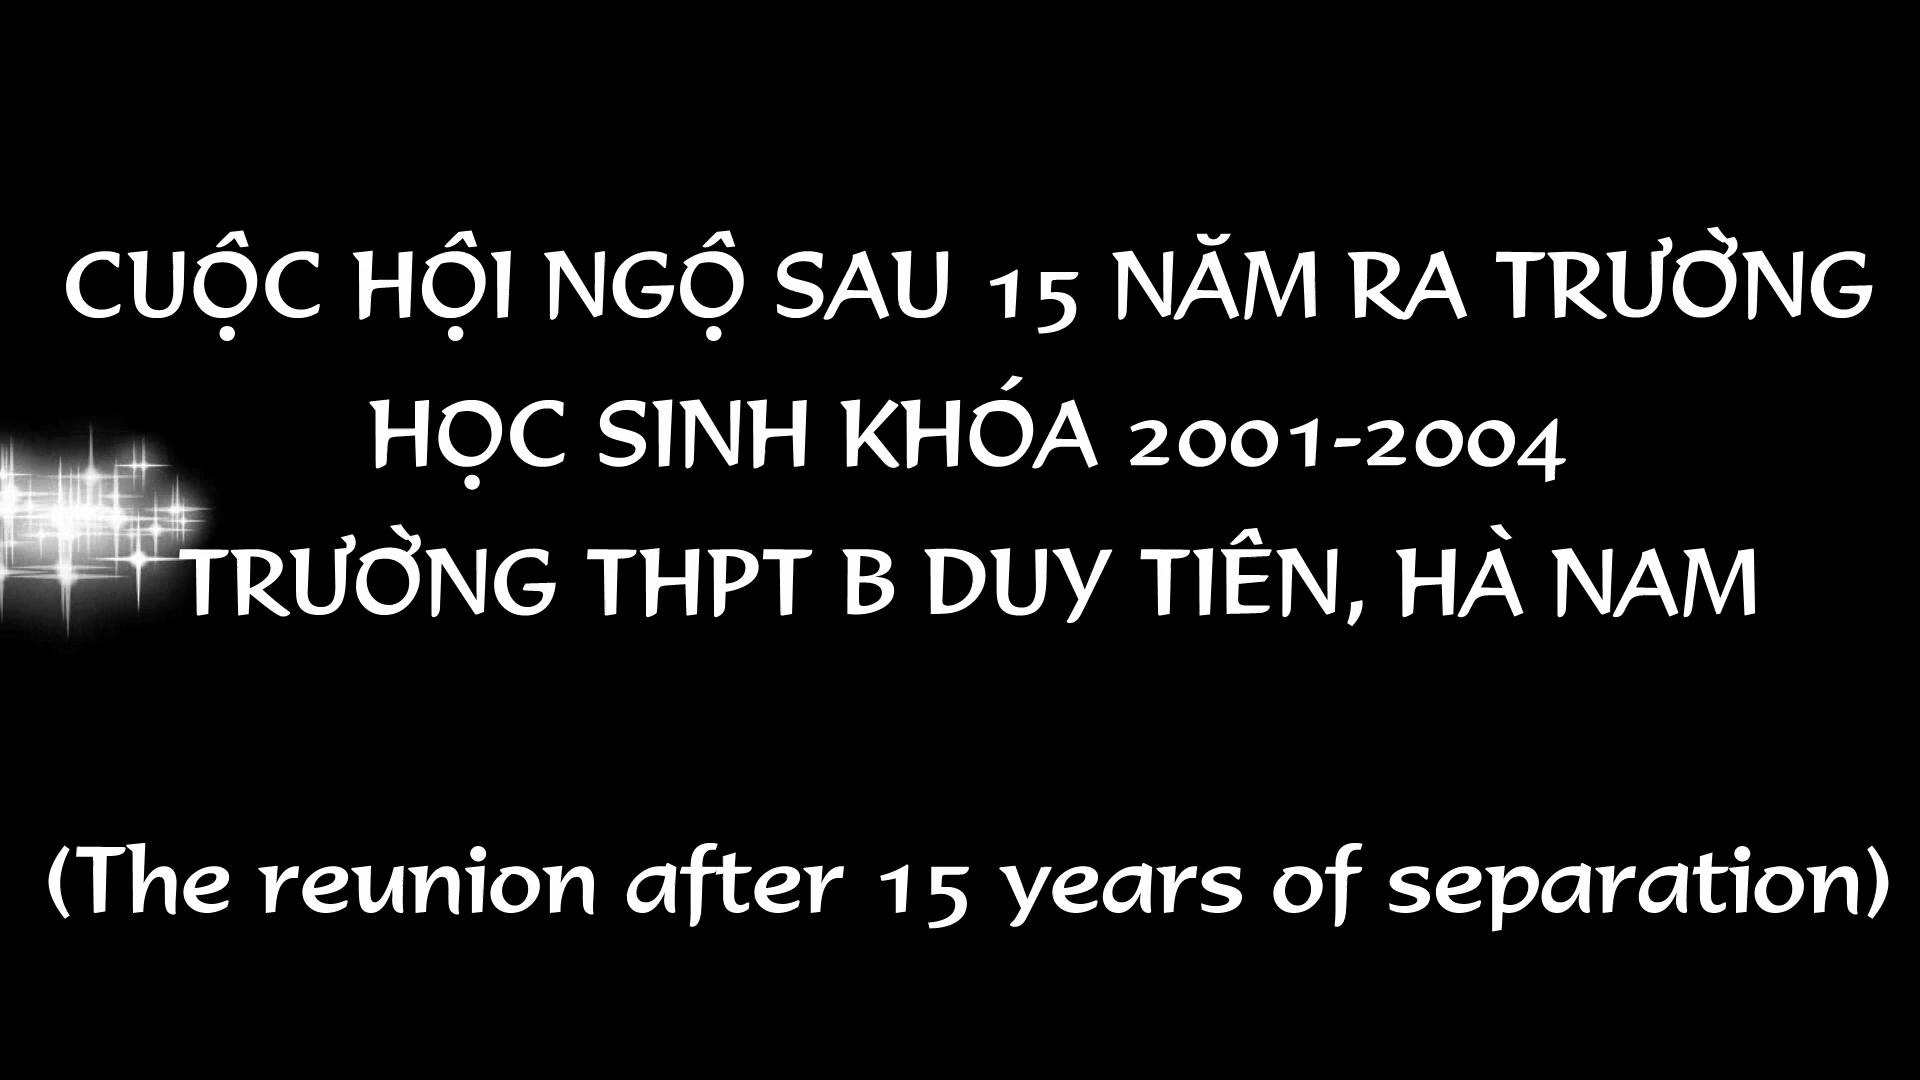 CUỘC HỘI NGỘ SAU 15 NĂM RA TRƯỜNG
HỌC SINH KHÓA 2001-2004
TRƯỜNG THPT B DUY TIÊN, HÀ NAM
(The reunion after 15 years of separation)